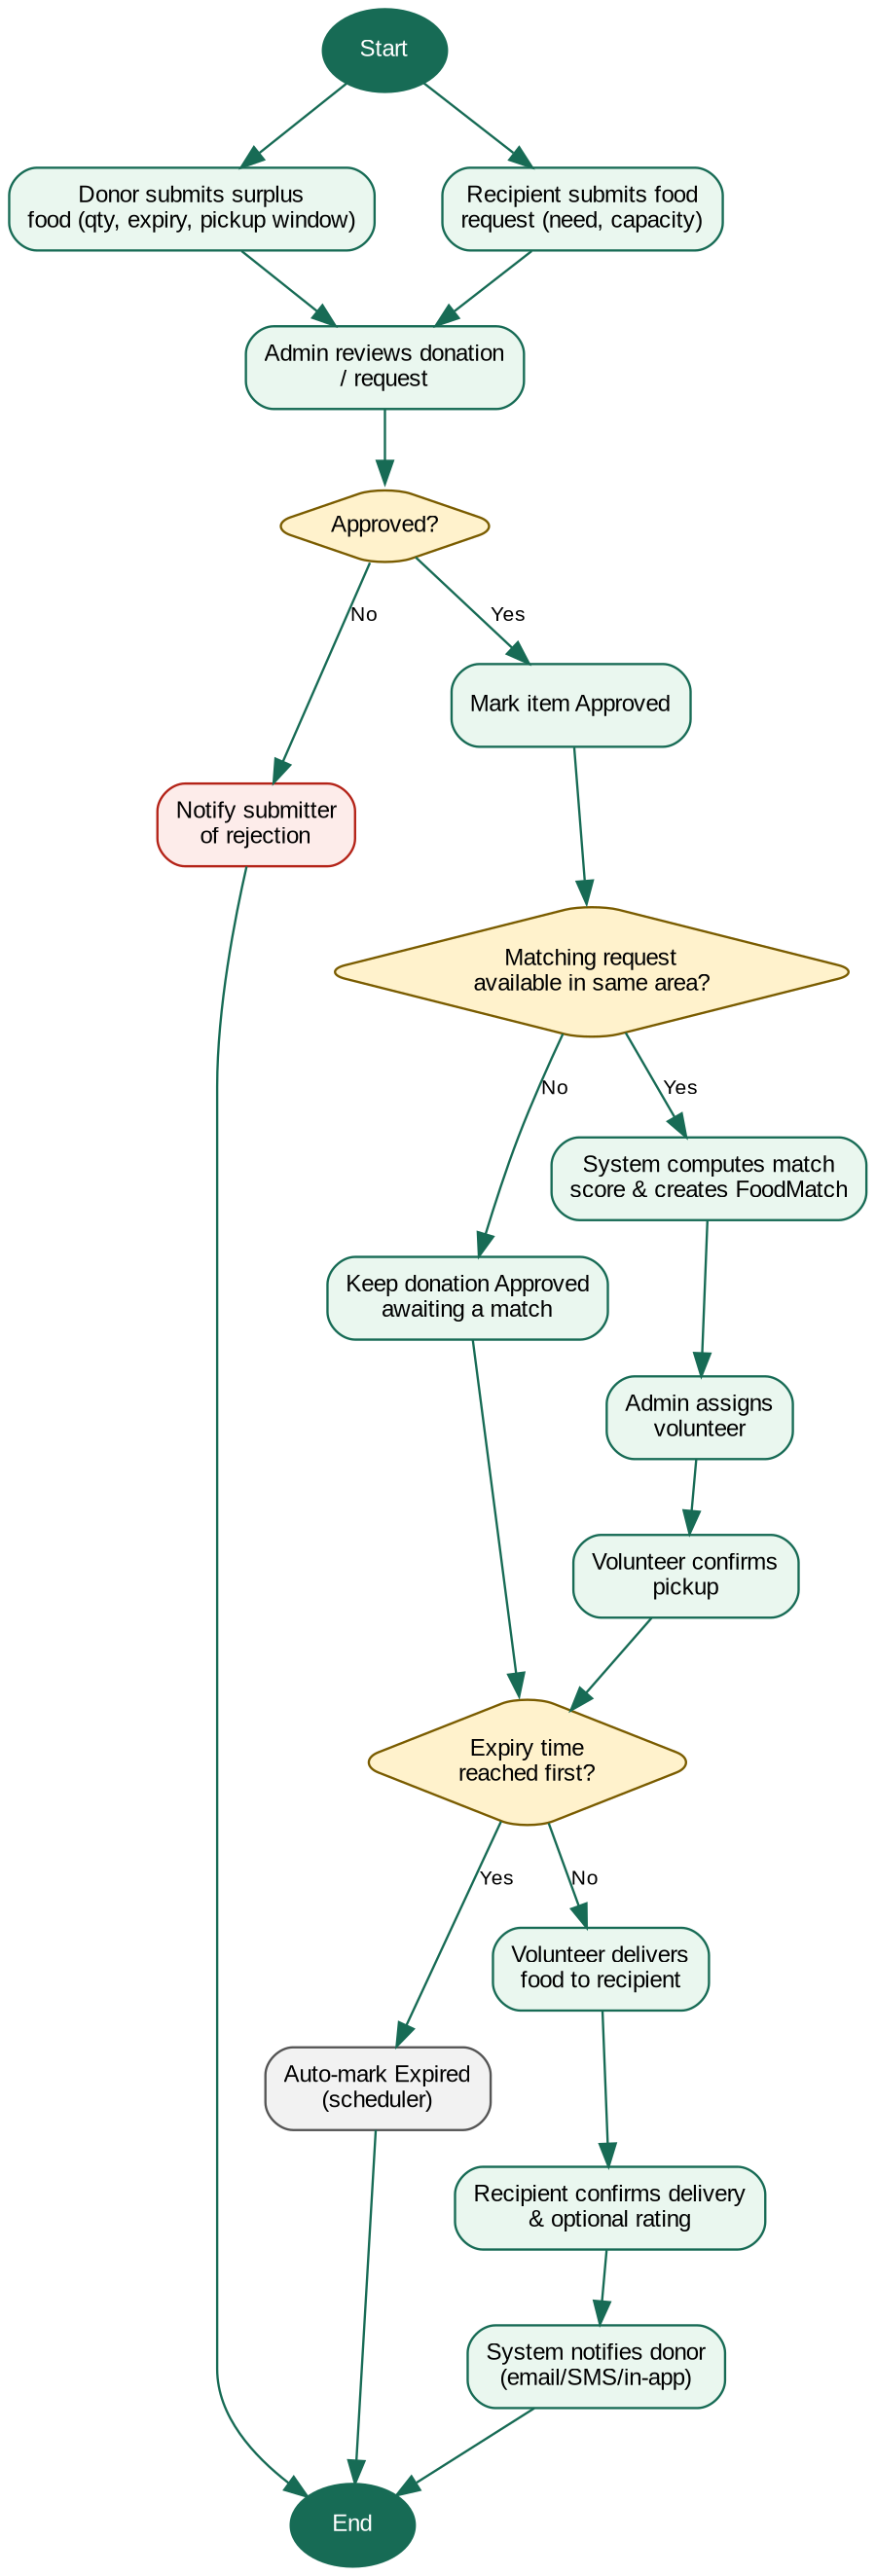 Start
Donor submits surplus
food (qty, expiry, pickup window)
Recipient submits food
request (need, capacity)
Admin reviews donation
/ request
Approved?
No
Yes
Mark item Approved
Notify submitter
of rejection
Matching request
available in same area?
No
Yes
System computes match
score & creates FoodMatch
Keep donation Approved
awaiting a match
Admin assigns
volunteer
Volunteer confirms
pickup
Expiry time
reached first?
Yes
No
Volunteer delivers
food to recipient
Auto-mark Expired
(scheduler)
Recipient confirms delivery
& optional rating
System notifies donor
(email/SMS/in-app)
End